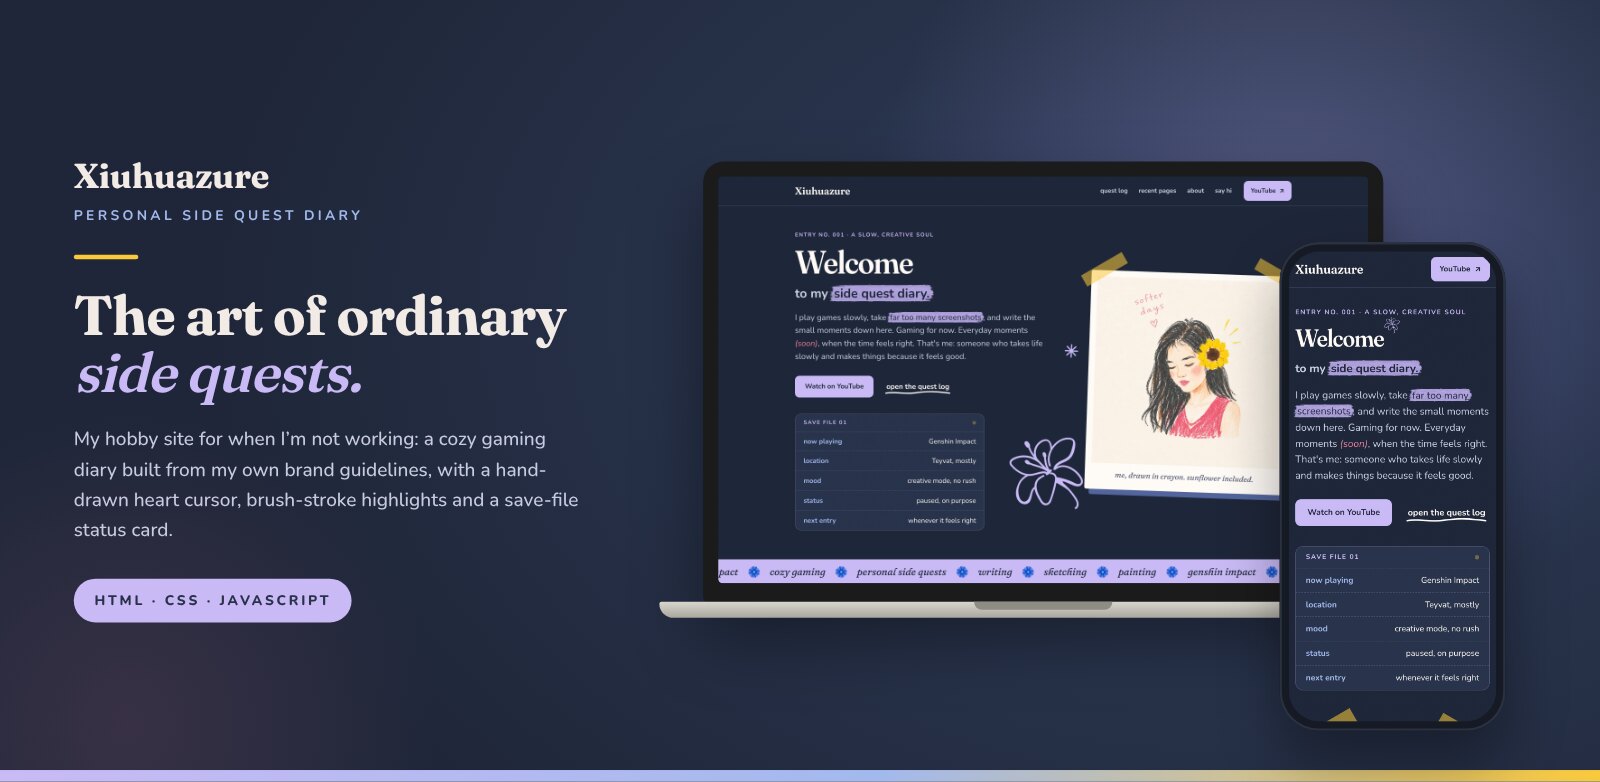 Xiuhuazure
PERSONAL SIDE QUEST DIARY
The art of ordinary
side quests.
My hobby site for when I'm not working: a cozy gaming
diary built from my own brand guidelines, with a hand-
drawn heart cursor, brush-stroke highlights and a save-file
status card.
HTML · CSS · JAVASCRIPT
Xiuhuazure
quest log recent pages about say hi YouTube ↗
ENTRY NO. 001 · A SLOW, CREATIVE SOUL
Welcome
to my side quest diary.
I play games slowly, take far too many screenshots, and write the
small moments down here. Gaming for now. Everyday moments
(soon), when the time feels right. That's me: someone who takes life
slowly and makes things because it feels good.
Watch on YouTube open the quest log
SAVE FILE 01
now playing Genshin Impact
location Teyvat, mostly
mood creative mode, no rush
status paused, on purpose
next entry whenever it feels right
softer
days
me, drawn in crayon. sunflower included.
pact cozy gaming personal side quests writing sketching painting genshin impact
Xiuhuazure
YouTube ↗
ENTRY NO. 001 · A SLOW, CREATIVE SOUL
Welcome
to my side quest diary.
I play games slowly, take far too many
screenshots, and write the small moments
down here. Gaming for now. Everyday
moments (soon), when the time feels right.
That's me: someone who takes life slowly
and makes things because it feels good.
Watch on YouTube open the quest log
SAVE FILE 01
now playing Genshin Impact
location Teyvat, mostly
mood creative mode, no rush
status paused, on purpose
next entry whenever it feels right